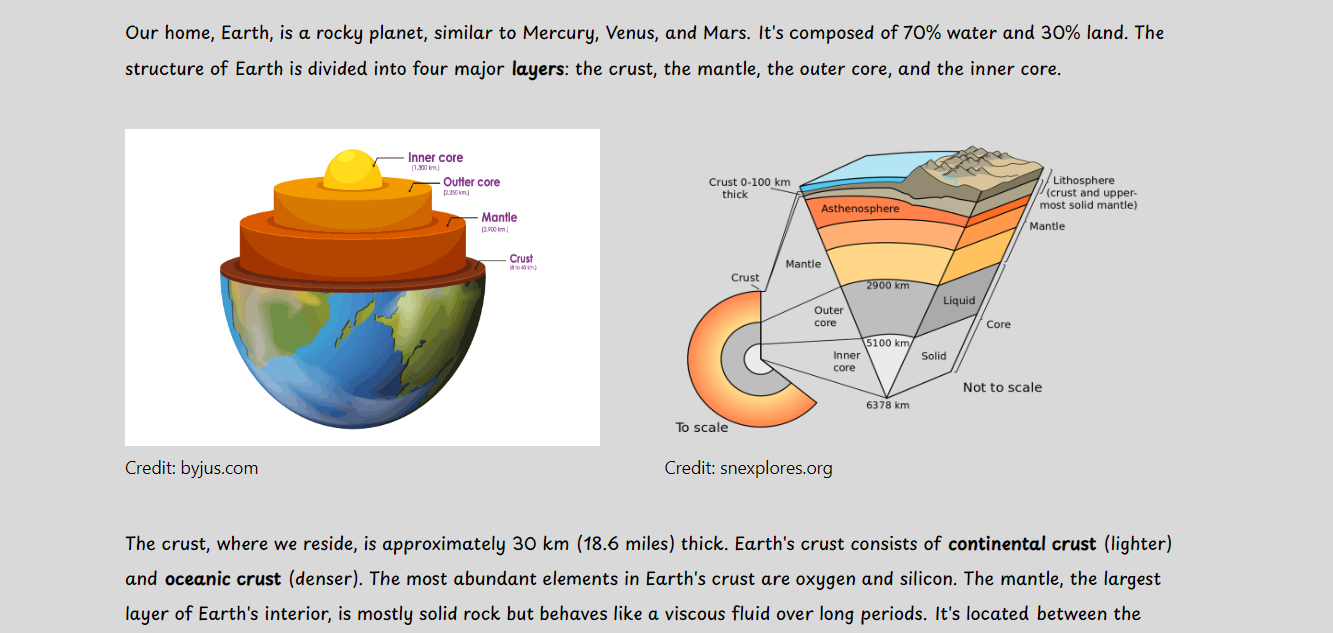 Our home, Earth, is a rocky planet, similar to Mercury, Venus, and Mars. It's composed of 70% water and 30% land. The
structure of Earth is divided into four major layers: the crust, the mantle, the outer core, and the inner core.
Inner core
(1,300 km.)
Outter core
(2.250 km.)
Mantle
(2.900 km.)
Crust
(8 to 40 km.)
Crust 0-100 km
thick
Asthenosphere
Lithosphere
(crust and upper-
most solid mantle)
Mantle
Mantle
Crust
2900 km
Liquid
Outer
core
Core
5100 km
Inner
core
Solid
Not to scale
6378 km
To scale
Credit: byjus.com
Credit: snexplores.org
The crust, where we reside, is approximately 30 km (18.6 miles) thick. Earth's crust consists of continental crust (lighter)
and oceanic crust (denser). The most abundant elements in Earth's crust are oxygen and silicon. The mantle, the largest
layer of Earth's interior, is mostly solid rock but behaves like a viscous fluid over long periods. It's located between the